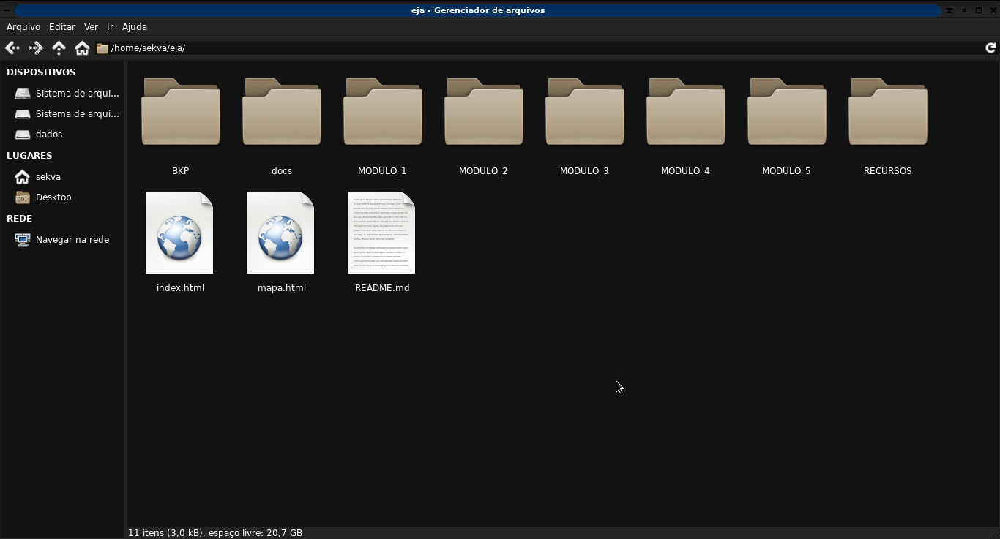 eja - Gerenciador de arquivos
Arquivo Editar Ver Ir Ajuda
/home/sekva/eja/
DISPOSITIVOS
Sistema de arqui...
Sistema de arqui...
dados
LUGARES
sekva
Desktop
REDE
Navegar na rede
BKP docs MODULO_1 MODULO_2 MODULO_3 MODULO_4 MODULO_5 RECURSOS
index.html mapa.html README.md
11 itens (3,0 kB), espaço livre: 20,7 GB